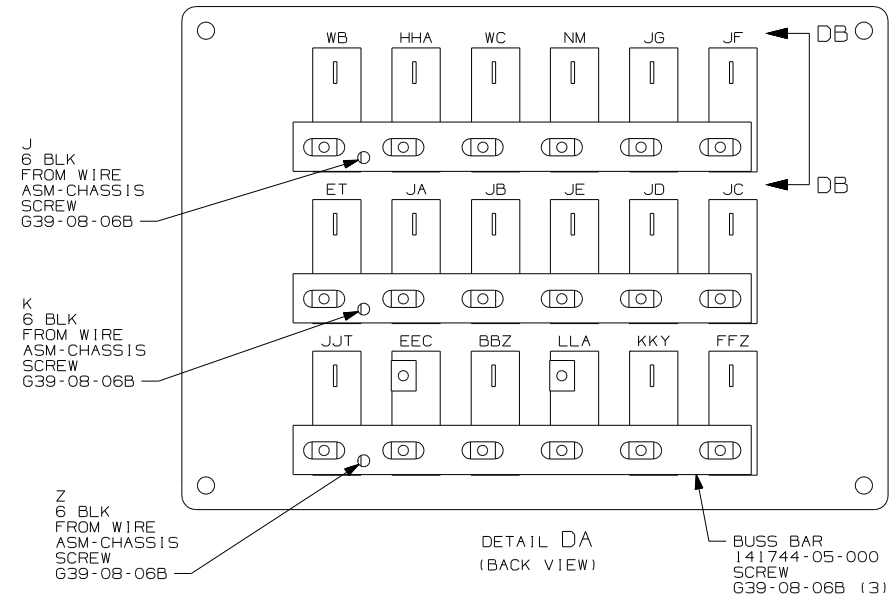 WB HHA WC NM JG JF DB
J
6 BLK
FROM WIRE
ASM-CHASSIS
SCREW
G39-08-06B
ET JA JB JE JD JC DB
K
6 BLK
FROM WIRE
ASM-CHASSIS
SCREW
G39-08-06B
JJT EEC BBZ LLA KKY FFZ
Z
6 BLK
FROM WIRE
ASM-CHASSIS
SCREW
G39-08-06B
DETAIL DA
(BACK VIEW)
BUSS BAR
141744-05-000
SCREW
G39-08-06B (3)